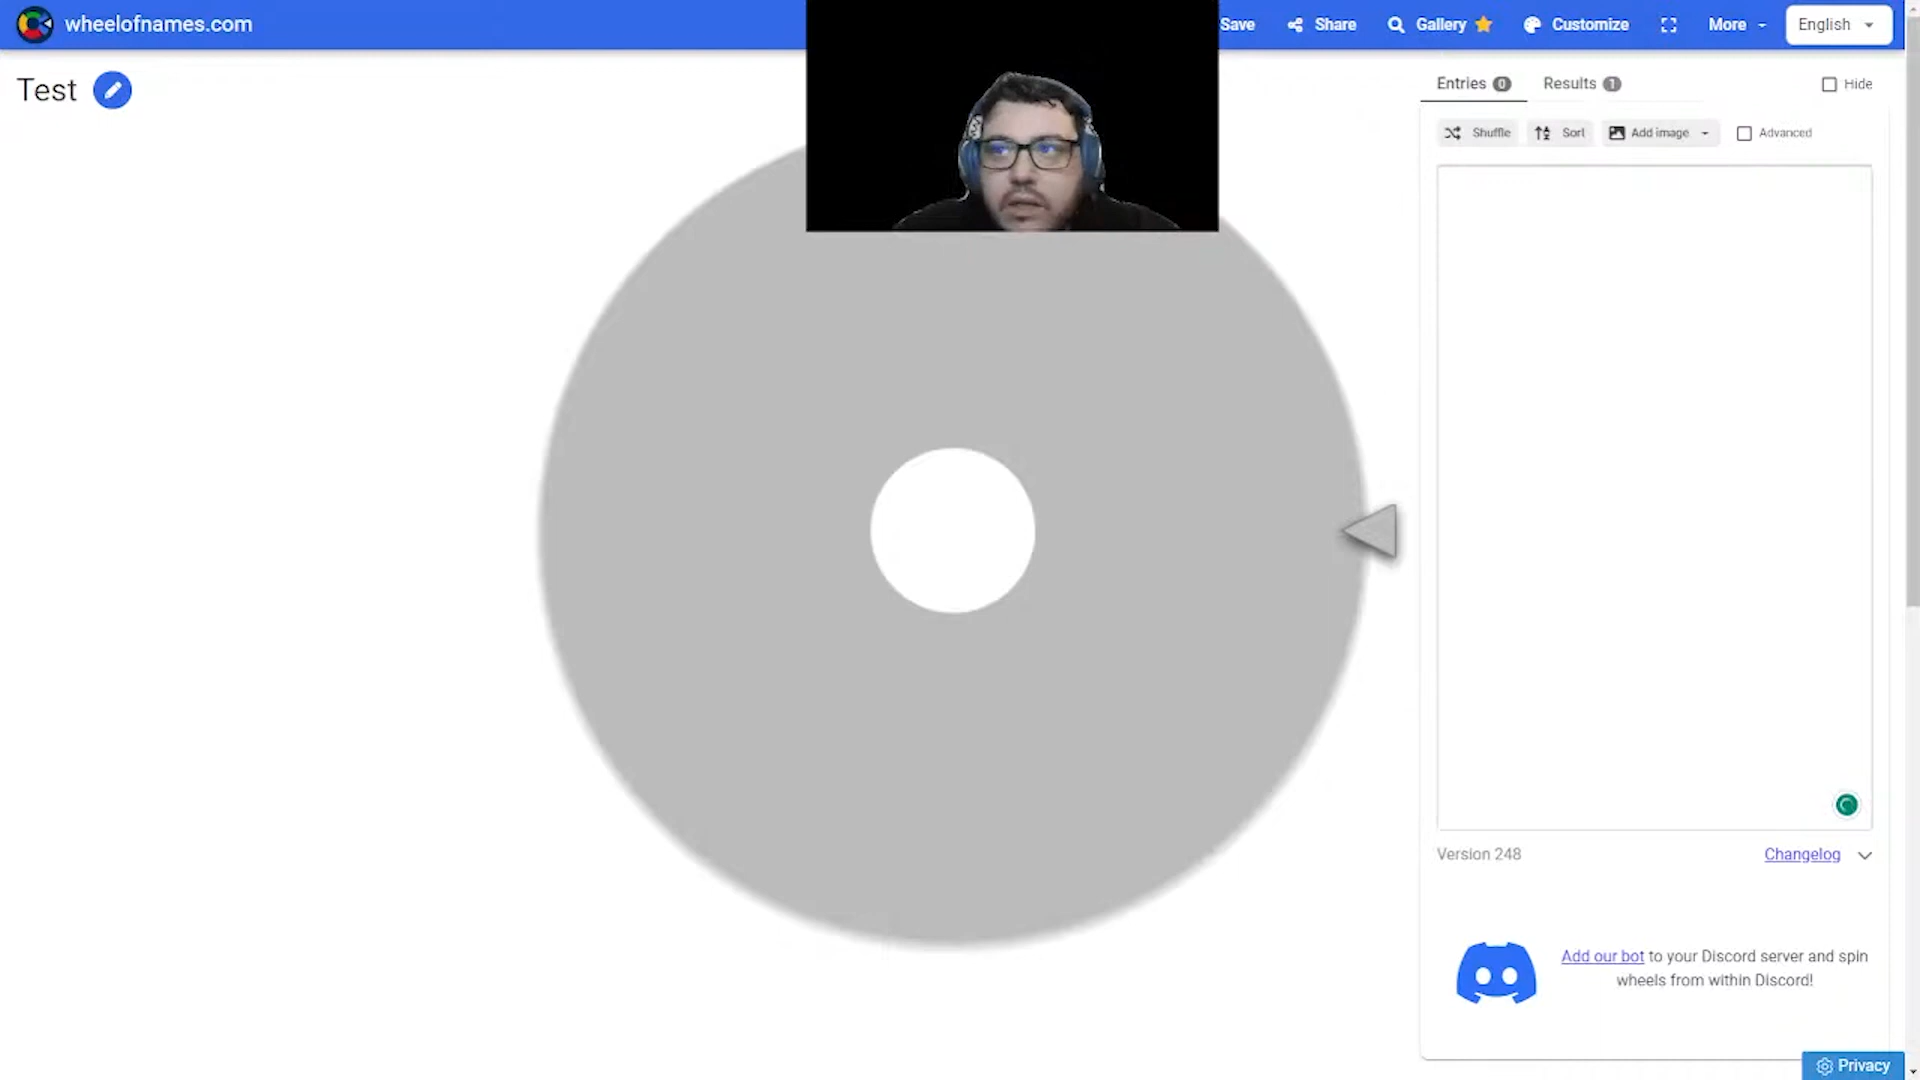 wheelofnames.com
Save
Share
Gallery
Customize
More
English
Test
Entries 0
Results 1
Hide
Shuffle
Sort
Add image
Advanced
Version 248
Changelog
Add our bot to your Discord server and spin
wheels from within Discord!
Privacy